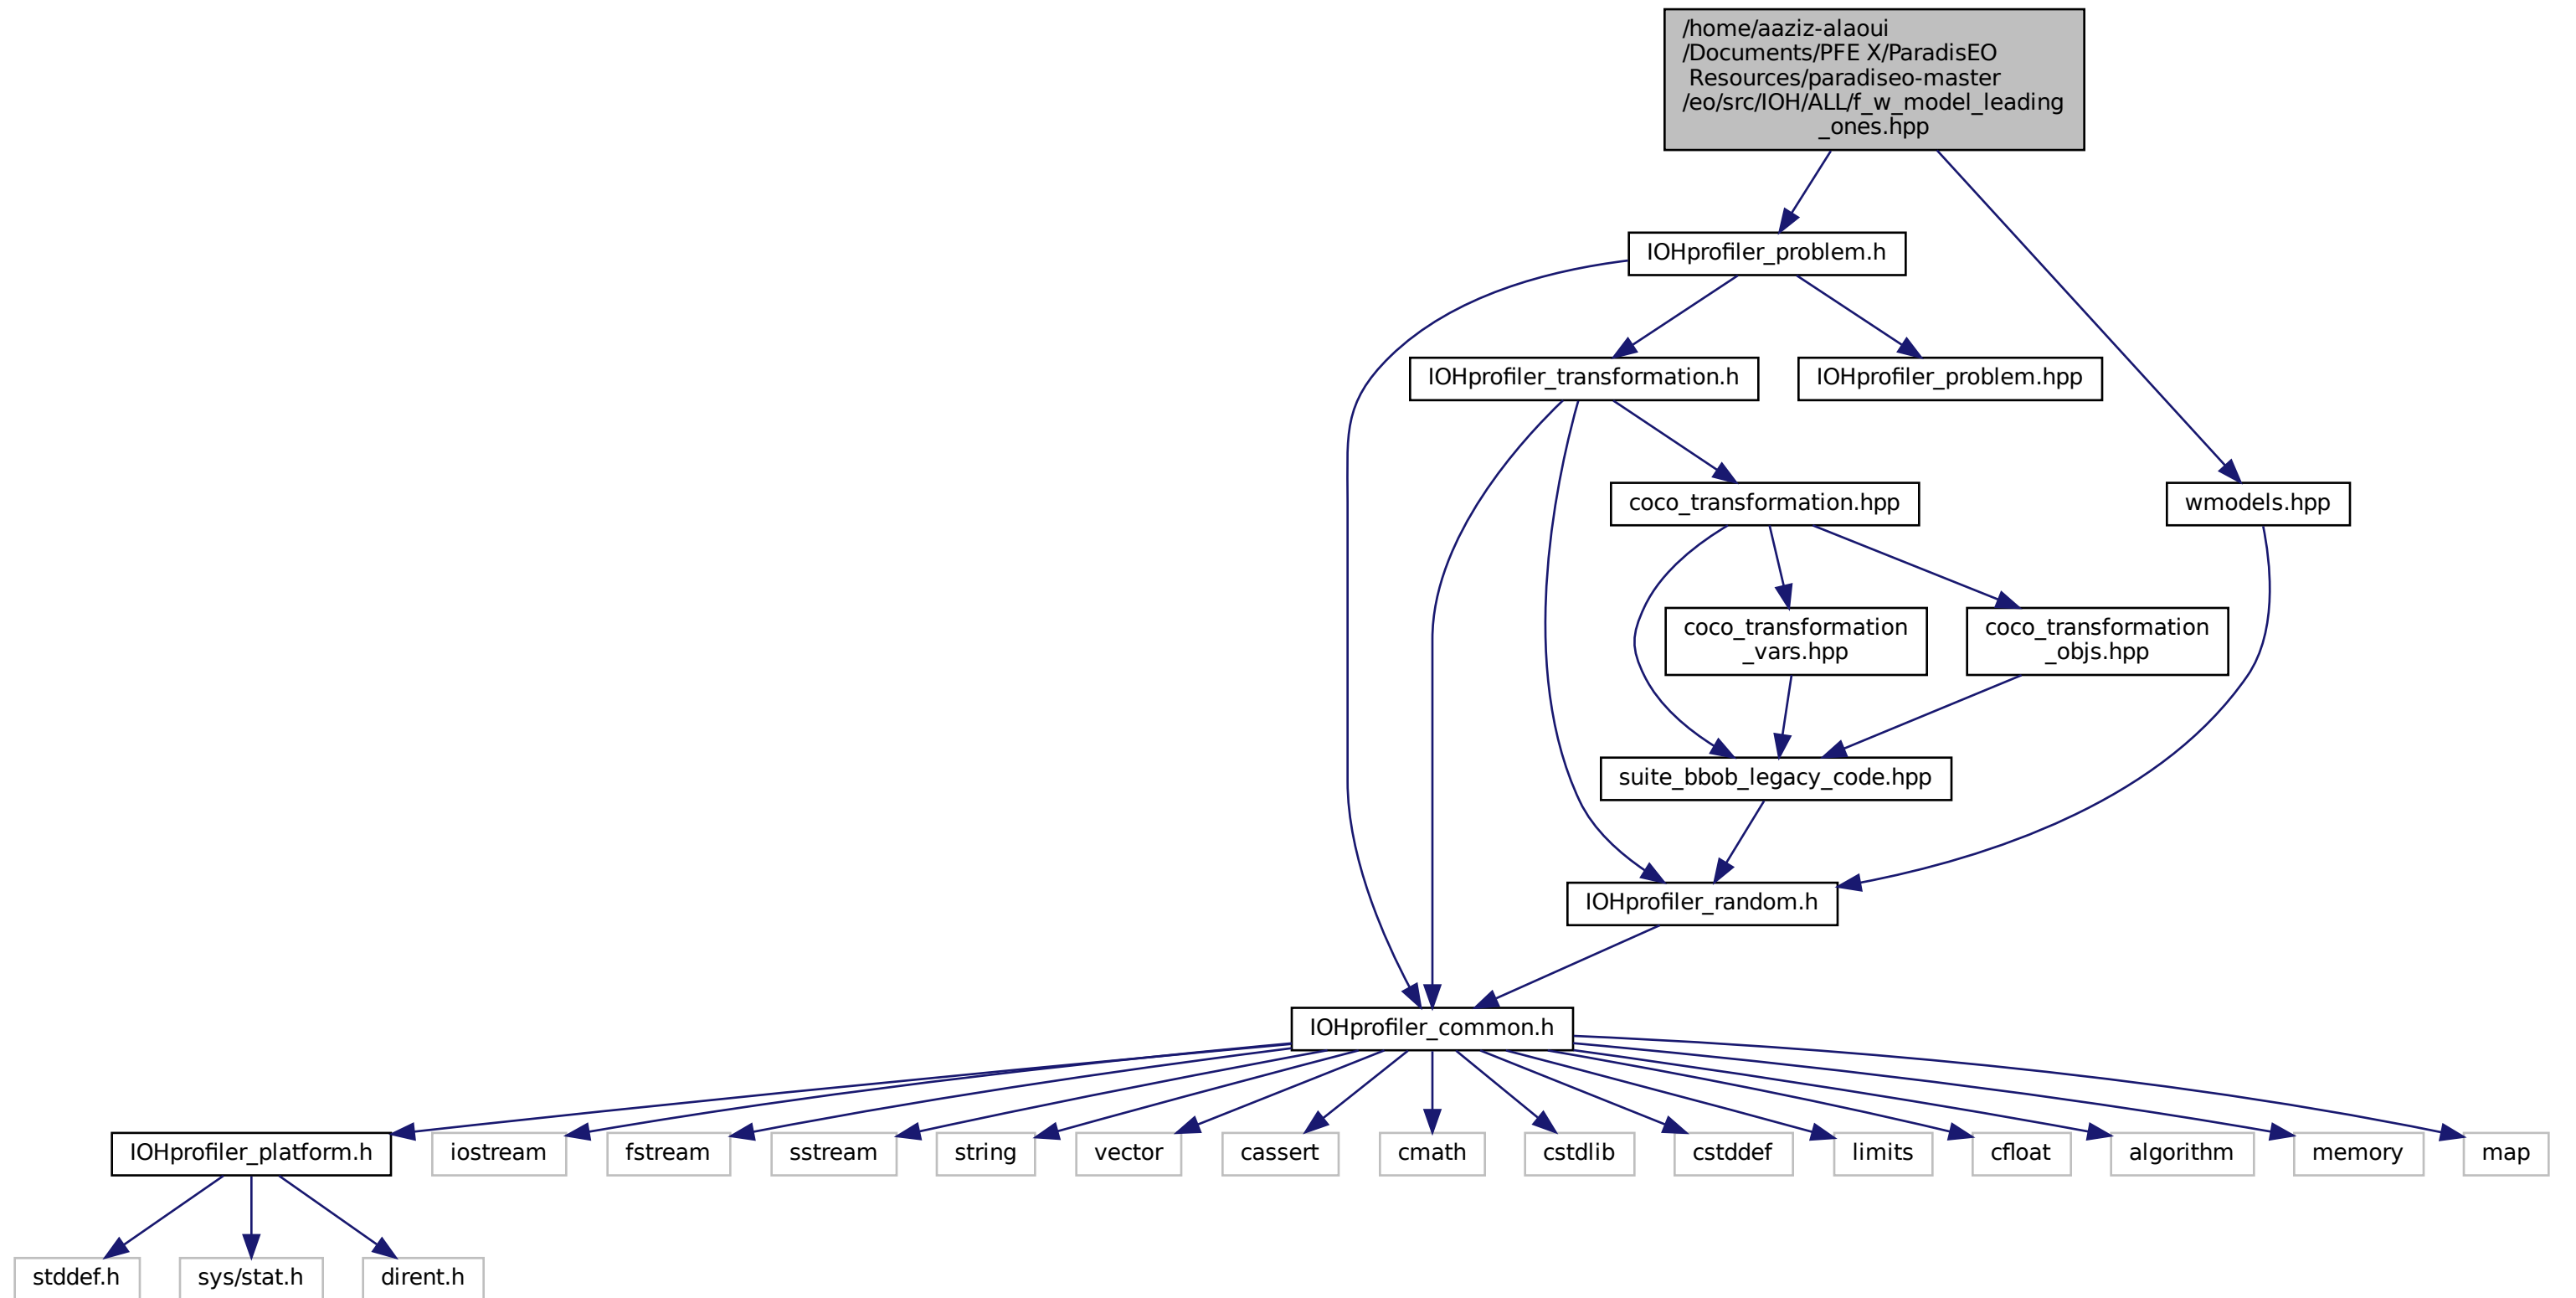 /home/aaziz-alaoui
/Documents/PFE X/ParadisEO
Resources/paradiseo-master
/eo/src/IOH/ALL/f_w_model_leading
_ones.hpp
IOHprofiler_problem.h
IOHprofiler_transformation.h
IOHprofiler_problem.hpp
coco_transformation.hpp
wmodels.hpp
coco_transformation
_vars.hpp
coco_transformation
_objs.hpp
suite_bbob_legacy_code.hpp
IOHprofiler_random.h
IOHprofiler_common.h
IOHprofiler_platform.h
iostream
fstream
sstream
string
vector
cassert
cmath
cstdlib
cstddef
limits
cfloat
algorithm
memory
map
stddef.h
sys/stat.h
dirent.h